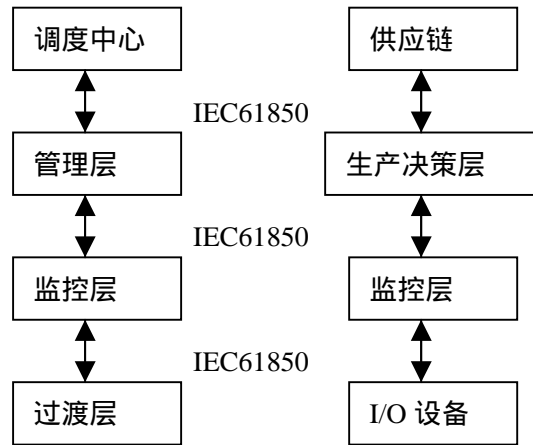 调度中心 供应链
IEC61850
管理层 生产决策层
IEC61850
监控层 监控层
IEC61850
过渡层 I/O 设备